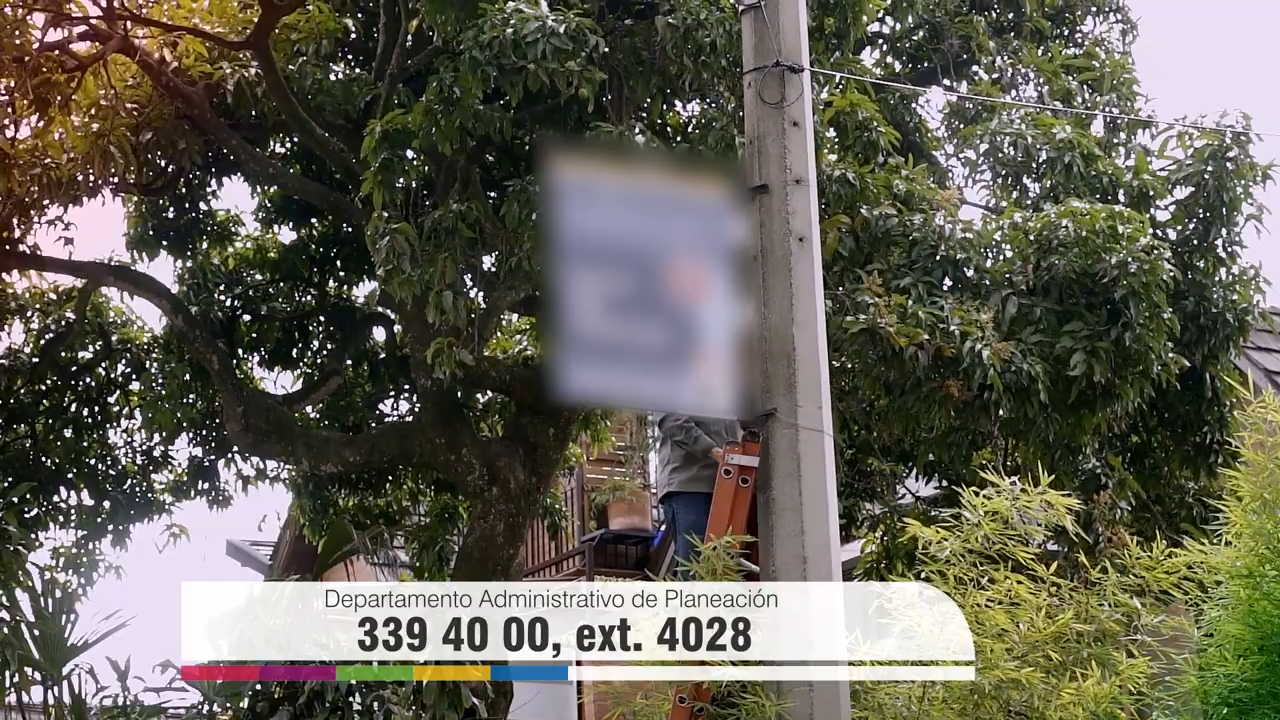 Departamento Administrativo de Planeación
339 40 00, ext. 4028